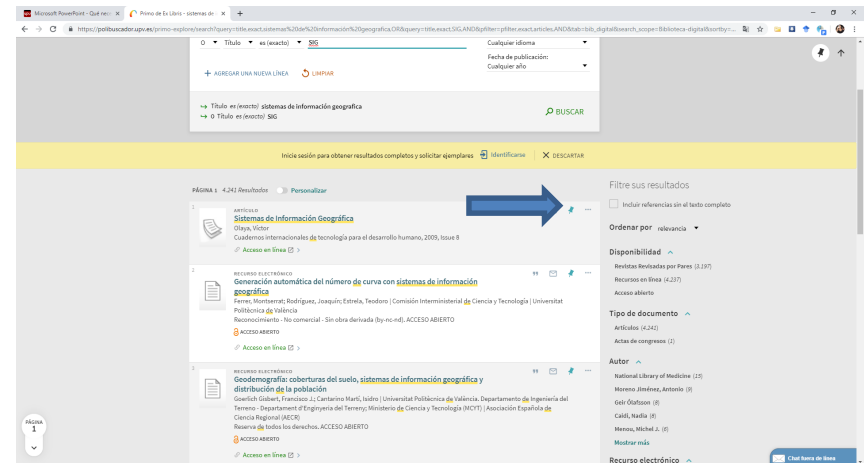 Microsoft PowerPoint - Qué nec
Primo de Ex Libris - sistemas de
https://polibuscador.upv.es/primo-explore/search?query=title,exact,sistemas%20de%20información%20geografica,OR&query=title,exact,SIG,AND&pfilter=pfilter,exact,articles,AND&tab=bib_digital&search_scope=Biblioteca-digital&sortby=...
O Título es (exacto) SIG
Cualquier idioma
Fecha de publicación:
Cualquier año
AGREGAR UNA NUEVA LÍNEA LIMPIAR
Título es (exacto) sistemas de información geografica
O Título es (exacto) SIG
BUSCAR
Inicie sesión para obtener resultados completos y solicitar ejemplares Identificarse DESCARTAR
PÁGINA 1 4.241 Resultados Personalizar
1
ARTÍCULO
Sistemas de Información Geográfica
Olaya, Víctor
Cuadernos internacionales de tecnología para el desarrollo humano, 2009, Issue 8
Acceso en línea
2
RECURSO ELECTRÓNICO
Generación automática del número de curva con sistemas de información
geográfica
Ferrer, Montserrat; Rodríguez, Joaquín; Estrela, Teodoro | Comisión Interministerial de Ciencia y Tecnología | Universitat
Politècnica de València
Reconocimiento - No comercial - Sin obra derivada (by-nc-nd). ACCESO ABIERTO
ACCESO ABIERTO
Acceso en línea
3
RECURSO ELECTRÓNICO
Geodemografía: coberturas del suelo, sistemas de información geográfica y
distribución de la población
Goerlich Gisbert, Francisco J.; Cantarino Martí, Isidro | Universitat Politècnica de València. Departamento de Ingeniería del
Terreno - Departament d'Enginyeria del Terreny; Ministerio de Ciencia y Tecnología (MCYT) | Asociación Española de
Ciencia Regional (AECR)
Reserva de todos los derechos. ACCESO ABIERTO
ACCESO ABIERTO
Acceso en línea
Filtre sus resultados
Incluir referencias sin el texto completo
Ordenar por relevancia
Disponibilidad
Revistas Revisadas por Pares (3.197)
Recursos en línea (4.237)
Acceso abierto
Tipo de documento
Artículos (4.241)
Actas de congresos (1)
Autor
National Library of Medicine (15)
Moreno Jiménez, Antonio (9)
Geir Ólafsson (8)
Caidi, Nadia (8)
Menou, Michel J. (6)
Mostrar más
Recurso electrónico
PÁGINA
1
Chat fuera de línea